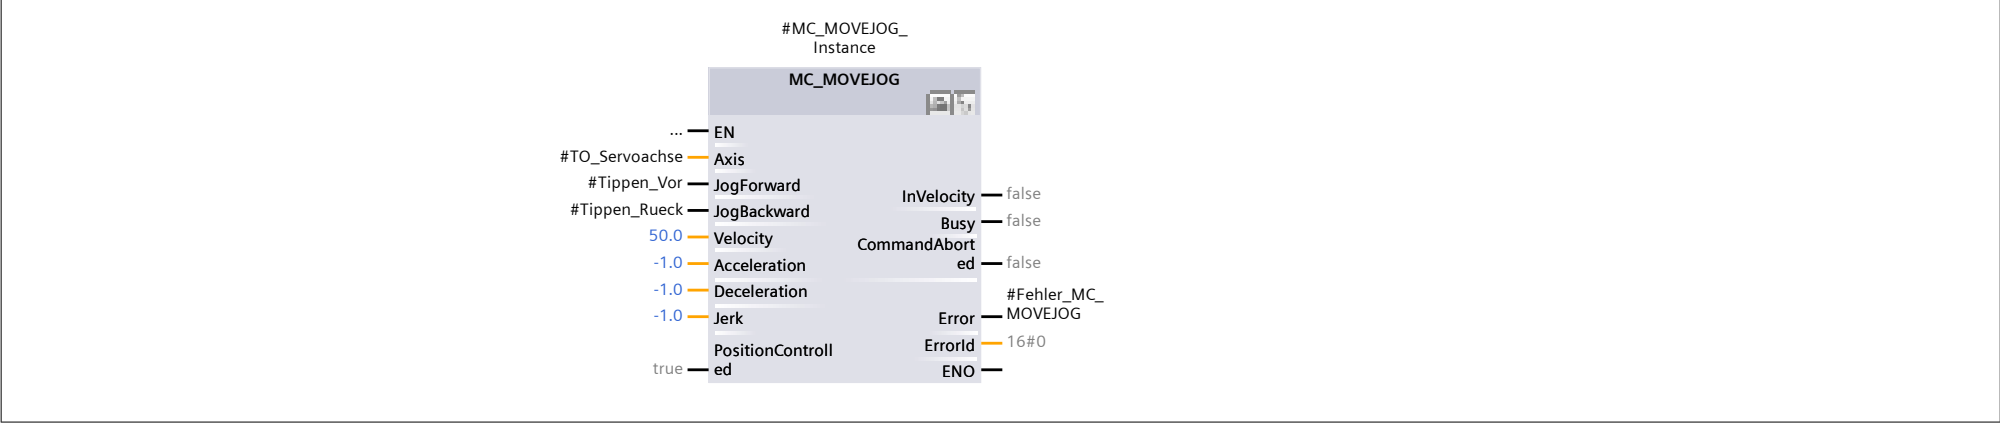 #MC_MOVEJOG_
Instance
MC_MOVEJOG
... EN
#TO_Servoachse Axis
#Tippen_Vor JogForward
InVelocity false
#Tippen_Rueck JogBackward
Busy false
50.0 Velocity
CommandAbort
ed false
-1.0 Acceleration
-1.0 Deceleration
#Fehler_MC_
MOVEJOG
-1.0 Jerk
Error
ErrorId 16#0
PositionControll
true ed
ENO